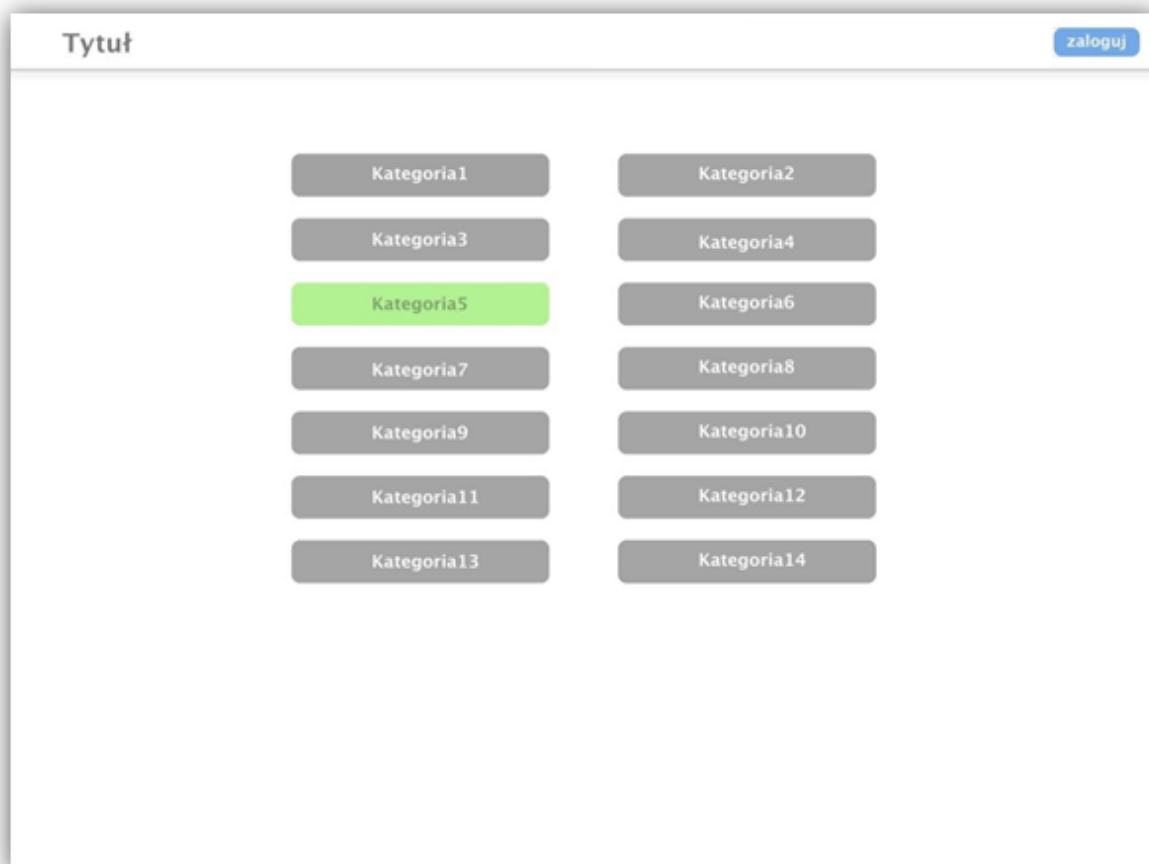 Tytuł zaloguj
Kategoria1 Kategoria2
Kategoria3 Kategoria4
Kategoria5 Kategoria6
Kategoria7 Kategoria8
Kategoria9 Kategoria10
Kategoria11 Kategoria12
Kategoria13 Kategoria14